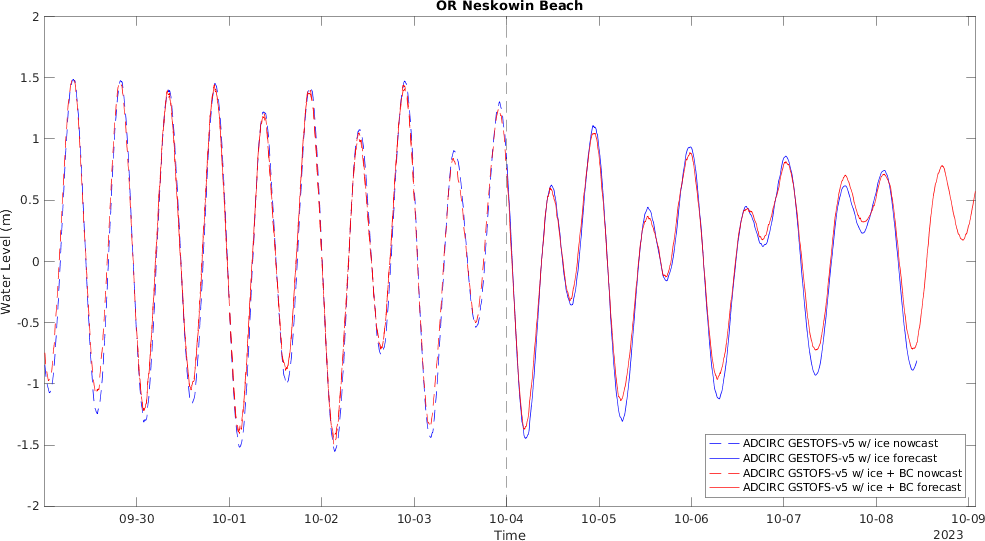 OR Neskowin Beach
2
1.5
1
0.5
0
-0.5
-1
-1.5
-2
Water Level (m)
09-30
10-01
10-02
10-03
10-04
10-05
10-06
10-07
10-08
10-09
2023
Time
ADCIRC GESTOFS-v5 w/ ice nowcast
ADCIRC GESTOFS-v5 w/ ice forecast
ADCIRC GSTOFS-v5 w/ ice + BC nowcast
ADCIRC GSTOFS-v5 w/ ice + BC forecast